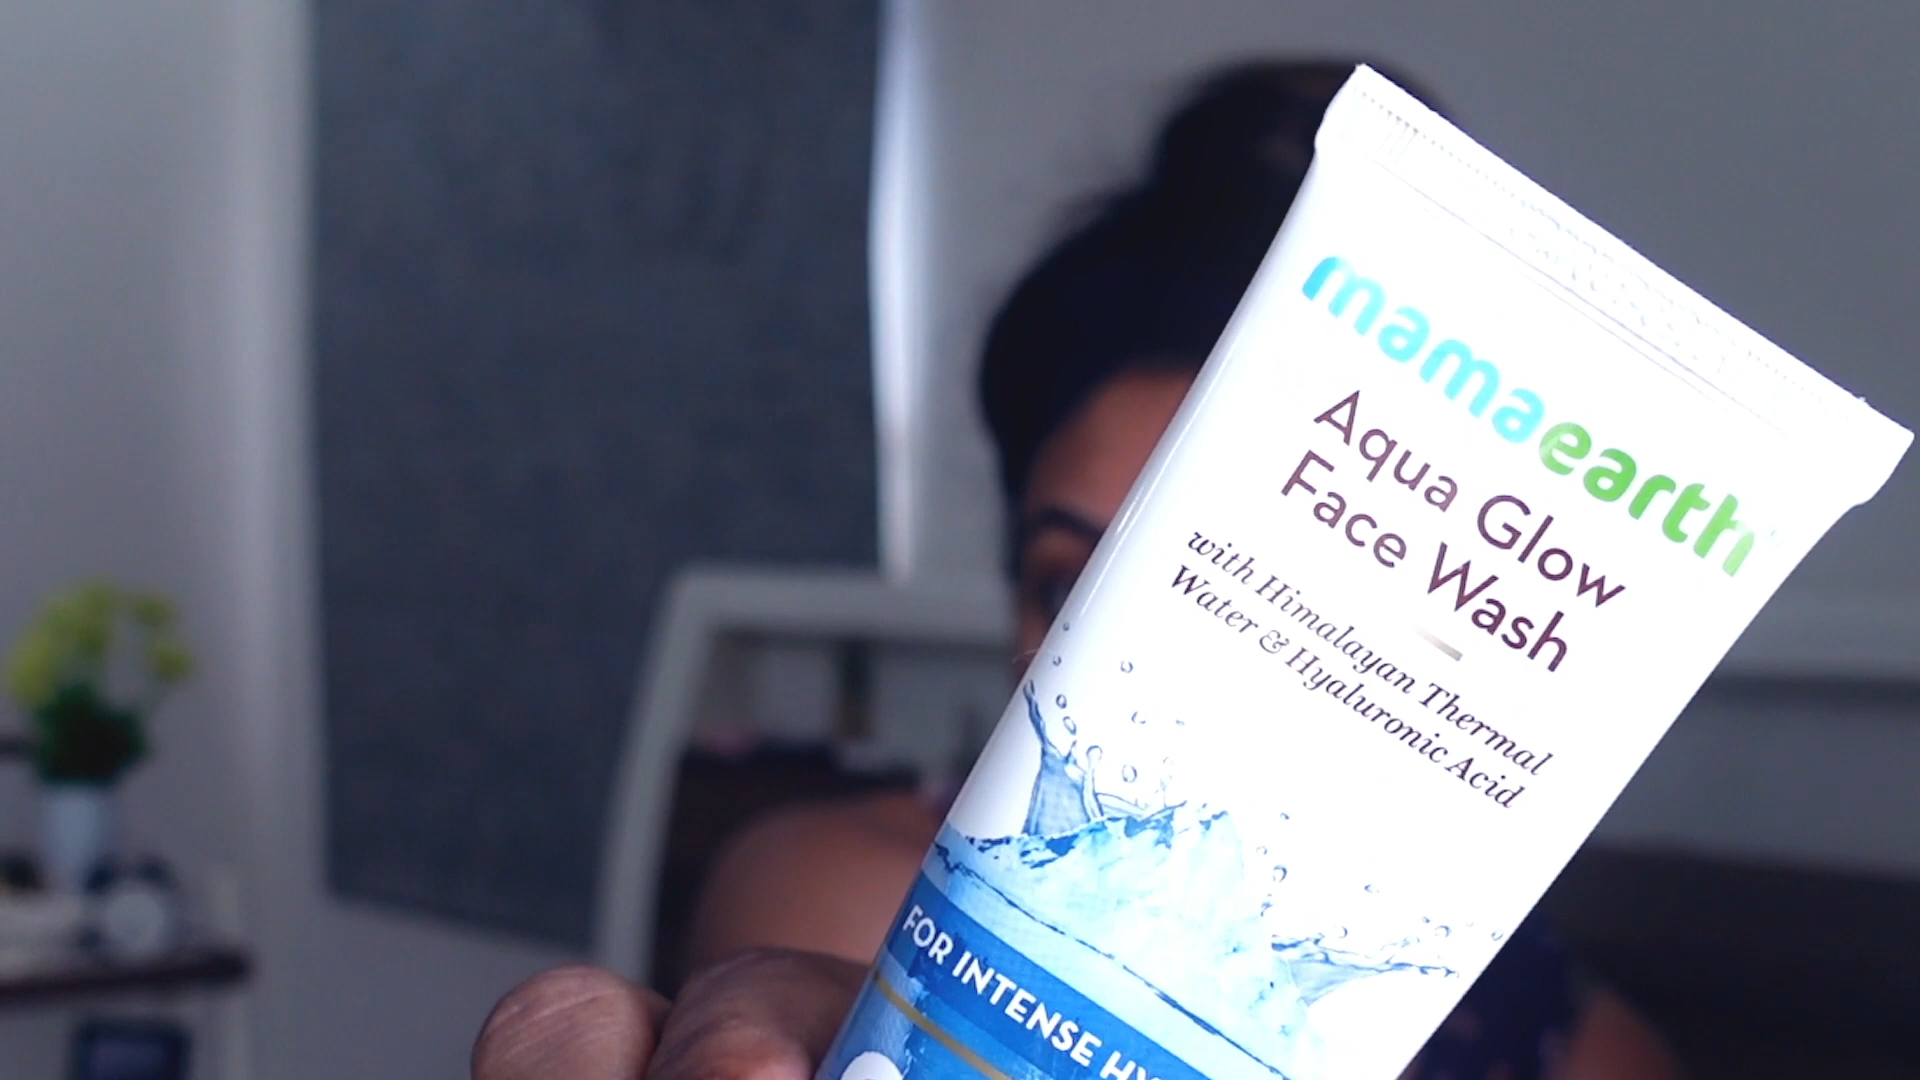 mamaearth
Aqua Glow
Face Wash
with Himalayan Thermal
Water & Hyaluronic Acid
FOR INTENSE